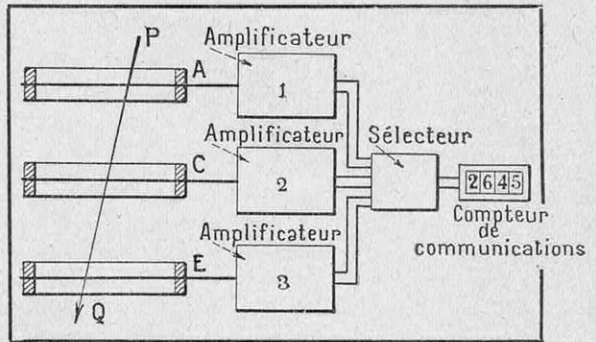 P
Amplificateur
A
1
Amplificateur
Sélecteur
C
2
2645
Compteur
de
communications
Amplificateur
E
3
Q